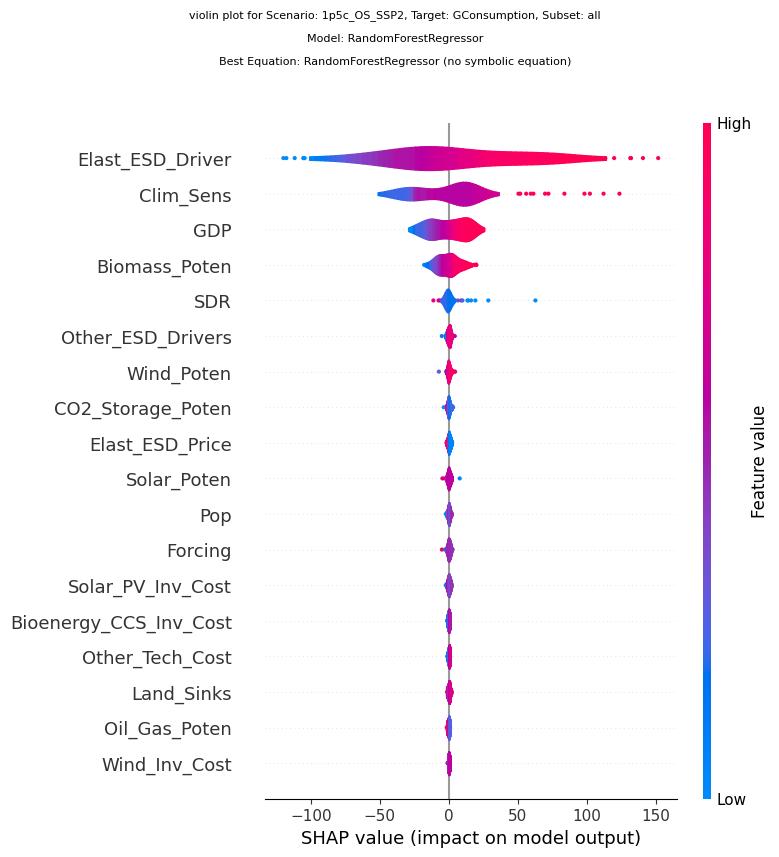 violin plot for Scenario: 1p5c_OS_SSP2, Target: GConsumption, Subset: all
Model: RandomForestRegressor
Best Equation: RandomForestRegressor (no symbolic equation)
High
Elast_ESD_Driver
Clim_Sens
GDP
Biomass_Poten
SDR
Other_ESD_Drivers
Wind_Poten
CO2_Storage_Poten
Elast_ESD_Price
Solar_Poten
Pop
Forcing
Solar_PV_Inv_Cost
Bioenergy_CCS_Inv_Cost
Other_Tech_Cost
Land_Sinks
Oil_Gas_Poten
Wind_Inv_Cost
Feature value
Low
−100 −50 0 50 100 150
SHAP value (impact on model output)